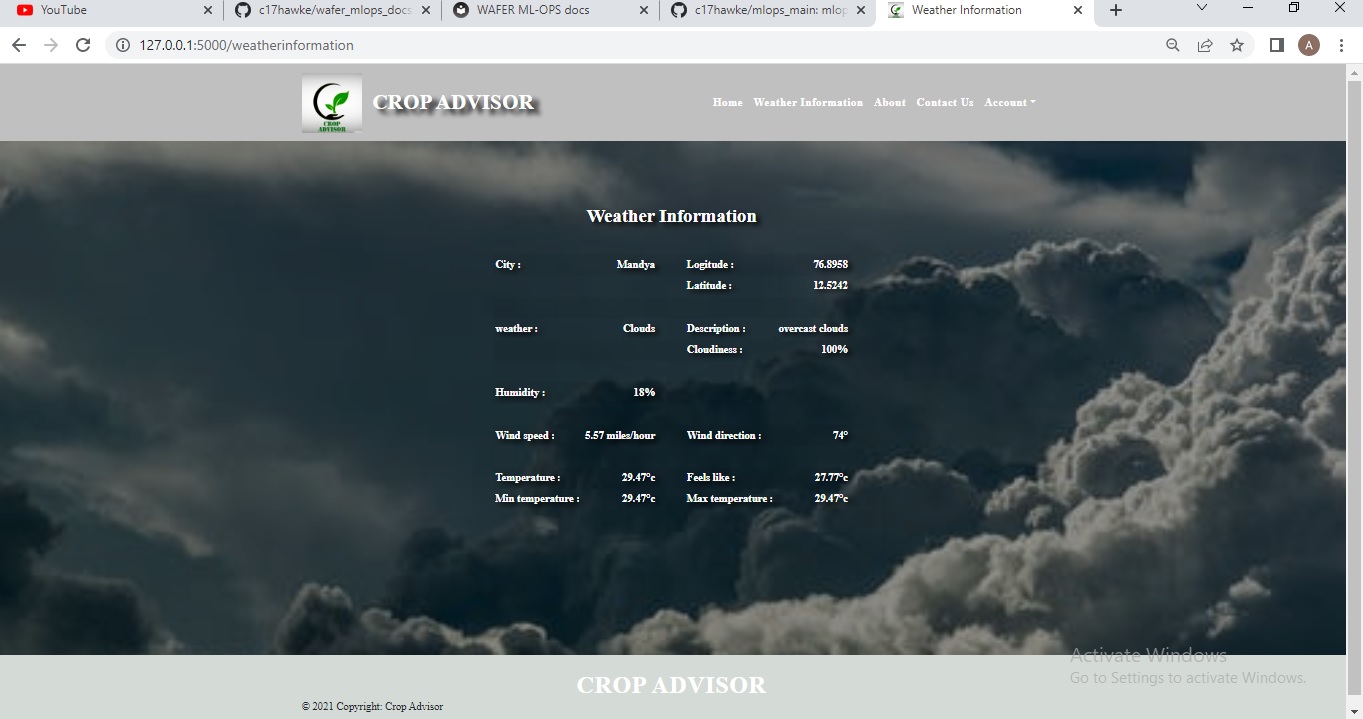 YouTube
c17hawke/wafer_mlops_docs
WAFER ML-OPS docs
c17hawke/mlops_main: mlop
Weather Information
127.0.0.1:5000/weatherinformation
A
CROP
ADVISOR
CROP ADVISOR
Home Weather Information About Contact Us Account
Weather Information
City : Mandya Logitude : 76.8958
Latitude : 12.5242
weather : Clouds Description : overcast clouds
Cloudiness : 100%
Humidity : 18%
Wind speed : 5.57 miles/hour Wind direction : 74°
Temperature : 29.47°c Feels like : 27.77°c
Min temperature : 29.47°c Max temperature : 29.47°c
Activate Windows
Go to Settings to activate Windows.
CROP ADVISOR
© 2021 Copyright: Crop Advisor